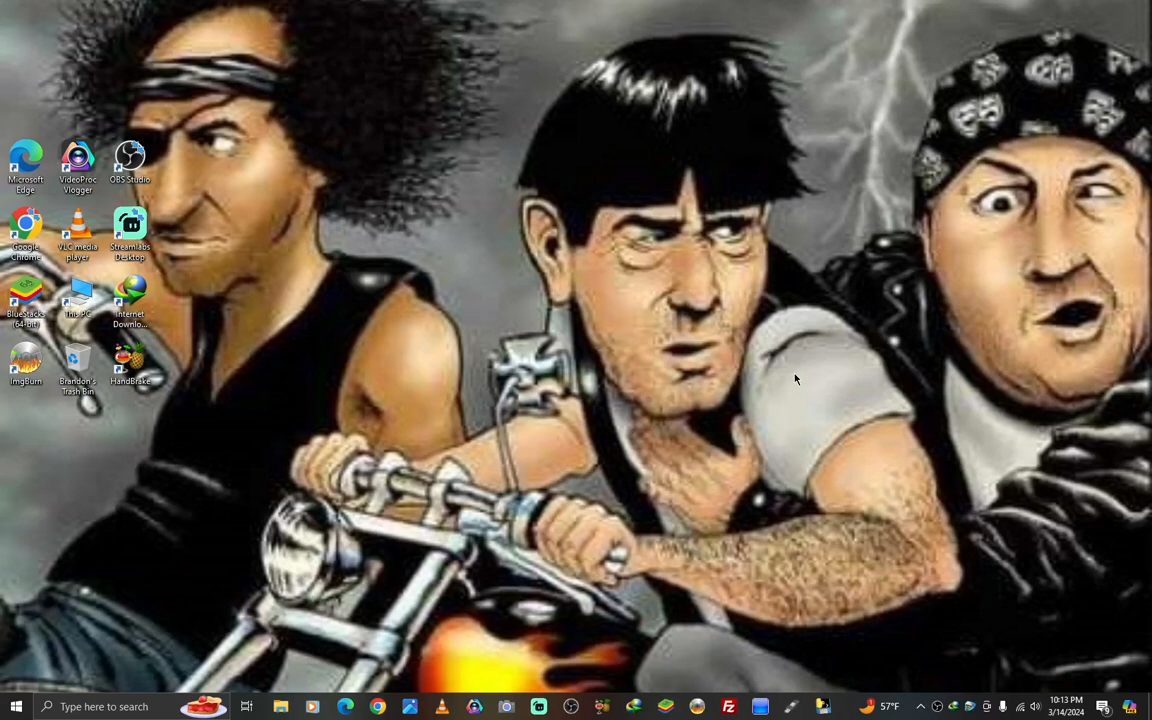 Microsoft
Edge
VideoProc
Vlogger
OBS Studio
Google
Chrome
VLC media
player
Streamlabs
Desktop
BlueStacks
(64-bit)
This PC
Internet
Downlo...
ImgBurn
Brandon's
Trash Bin
HandBrake
Type here to search
57°F
10:13 PM
3/14/2024
9